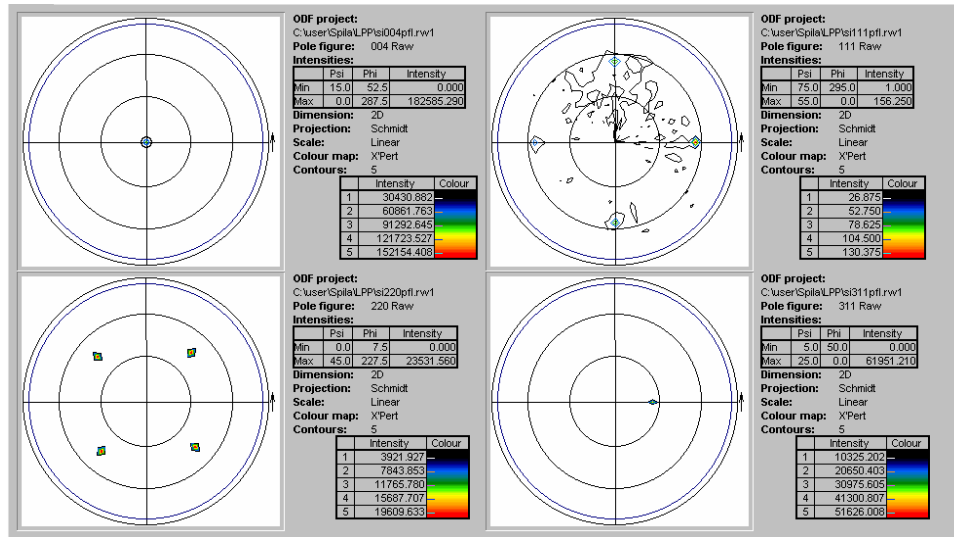 ODF project:
C:\user\Spila\LPP\si004pfl.rw1
Pole figure: 004 Raw
Intensities:
Psi Phi Intensity
Min 15.0 52.5 0.000
Max 0.0 287.5 182585.290
Dimension: 2D
Projection: Schmidt
Scale: Linear
Colour map: X'Pert
Contours: 5
Intensity Colour
1 30430.882
2 60861.763
3 91292.645
4 121723.527
5 152154.408
ODF project:
C:\user\Spila\LPP\si111pfl.rw1
Pole figure: 111 Raw
Intensities:
Psi Phi Intensity
Min 75.0 295.0 1.000
Max 55.0 0.0 156.250
Dimension: 2D
Projection: Schmidt
Scale: Linear
Colour map: X'Pert
Contours: 5
Intensity Colour
1 26.875
2 52.750
3 78.625
4 104.500
5 130.375
ODF project:
C:\user\Spila\LPP\si220pfl.rw1
Pole figure: 220 Raw
Intensities:
Psi Phi Intensity
Min 0.0 7.5 0.000
Max 45.0 227.5 23531.560
Dimension: 2D
Projection: Schmidt
Scale: Linear
Colour map: X'Pert
Contours: 5
Intensity Colour
1 3921.927
2 7843.853
3 11765.780
4 15687.707
5 19609.633
ODF project:
C:\user\Spila\LPP\si311pfl.rw1
Pole figure: 311 Raw
Intensities:
Psi Phi Intensity
Min 5.0 50.0 0.000
Max 25.0 0.0 61951.210
Dimension: 2D
Projection: Schmidt
Scale: Linear
Colour map: X'Pert
Contours: 5
Intensity Colour
1 10325.202
2 20650.403
3 30975.605
4 41300.807
5 51626.008